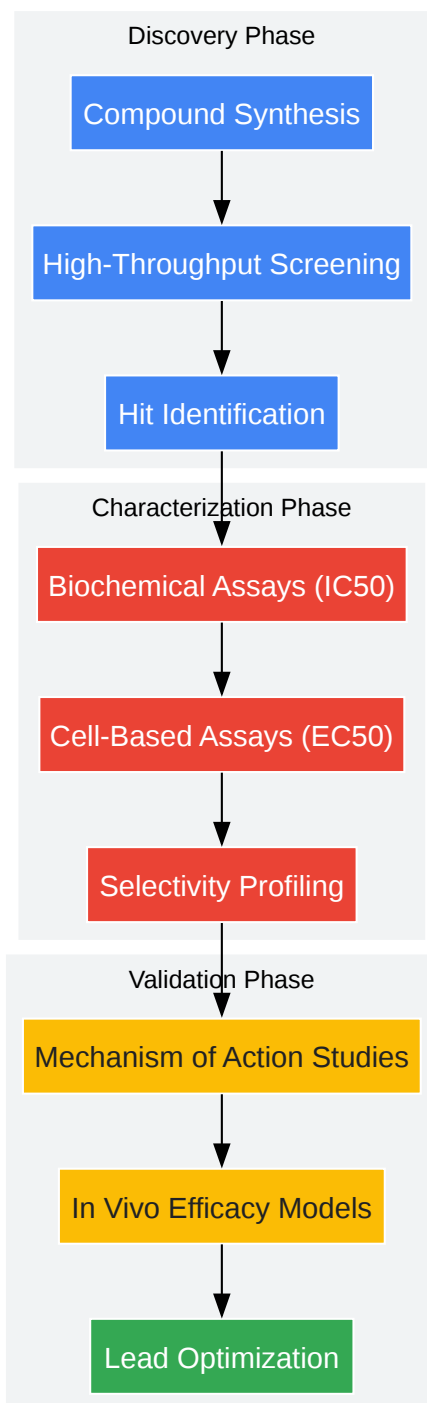 Discovery Phase
Compound Synthesis
High-Throughput Screening
Hit Identification
Characterization Phase
Biochemical Assays (IC50)
Cell-Based Assays (EC50)
Selectivity Profiling
Validation Phase
Mechanism of Action Studies
In Vivo Efficacy Models
Lead Optimization